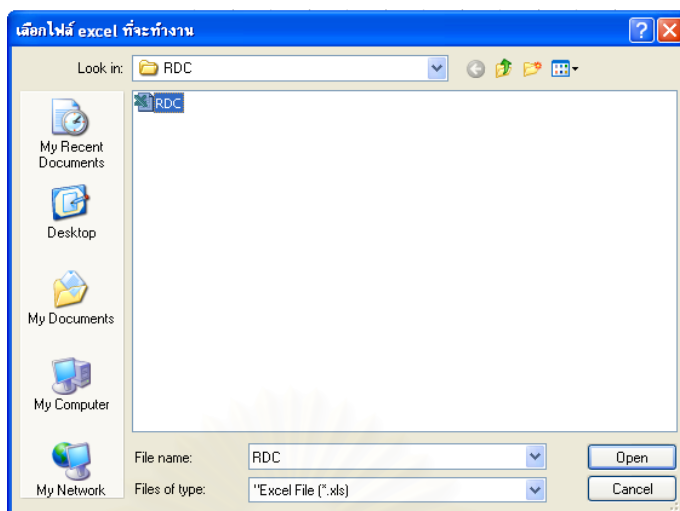 เลือกไฟล์ excel ที่จะทำงาน
Look in: RDC
RDC
My Recent
Documents
Desktop
My Documents
My Computer
My Network
File name: RDC
Open
Files of type: "Excel File (*.xls)
Cancel